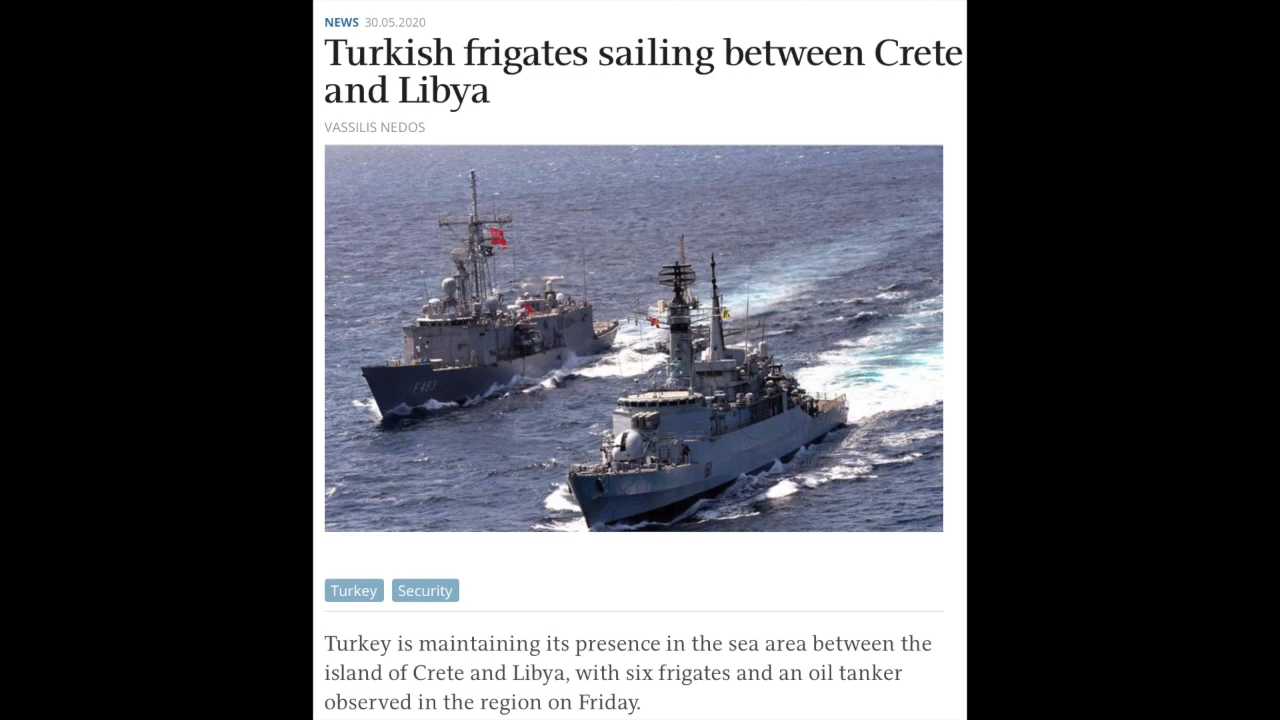 NEWS 30.05.2020
Turkish frigates sailing between Crete
and Libya
VASSILIS NEDOS
Turkey Security
Turkey is maintaining its presence in the sea area between the
island of Crete and Libya, with six frigates and an oil tanker
observed in the region on Friday.